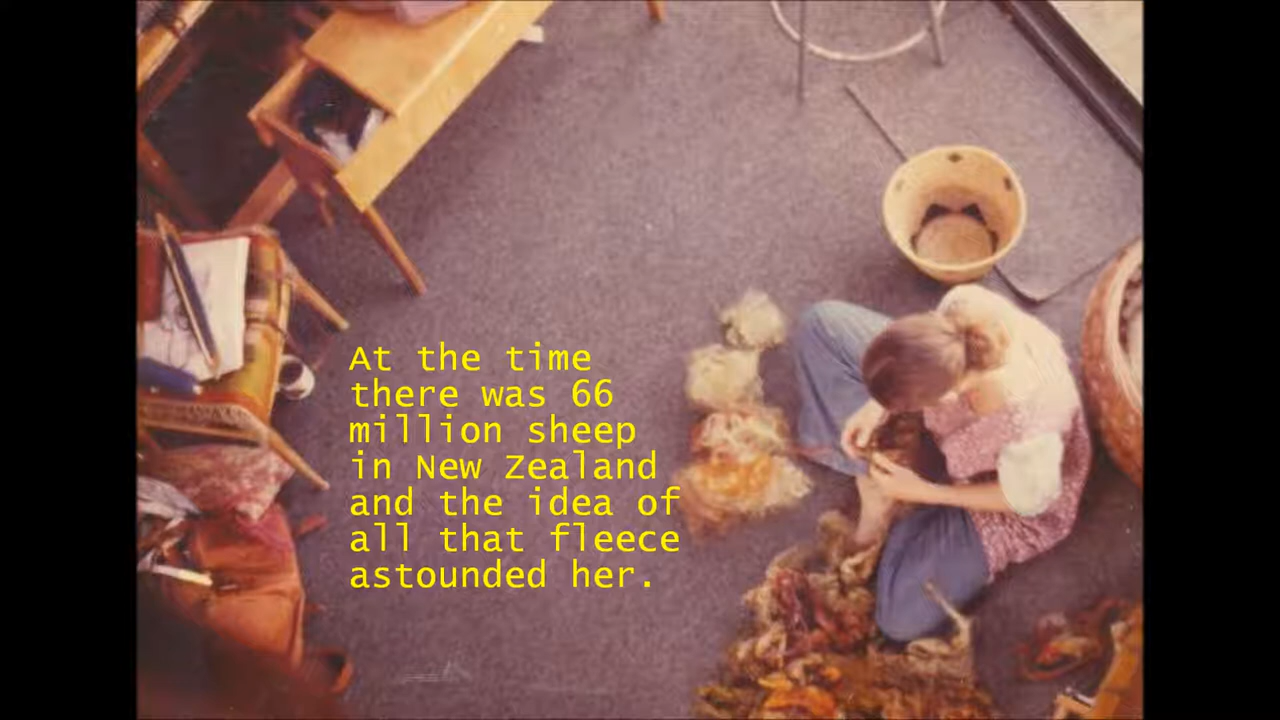 At the time
there was 66
million sheep
in New Zealand
and the idea of
all that fleece
astounded her.